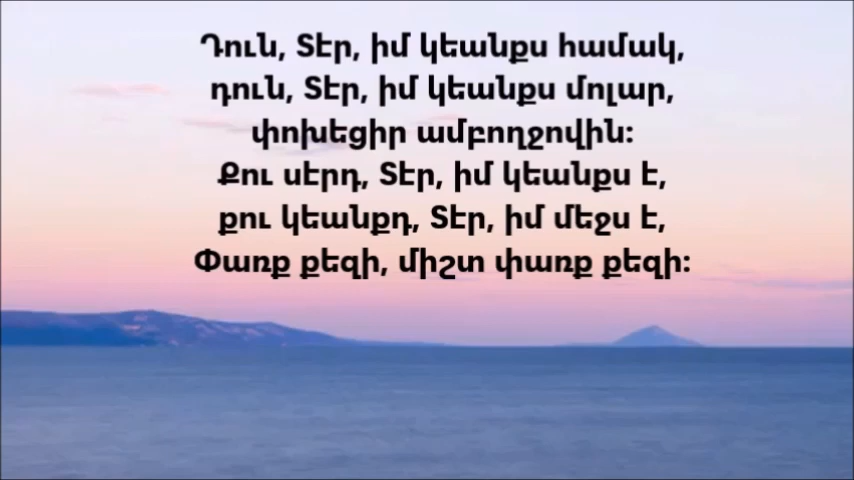 Դուն, Տէր, իմ կեանքս համակ,
դուն, Տէր, իմ կեանքս մոլար,
փոխեցիր ամբողջովին:
Քու սէրդ, Տէր, իմ կեանքս է,
քու կեանքդ, Տէր, իմ մեջս է,
Փառք քեզի, միշտ փառք քեզի: